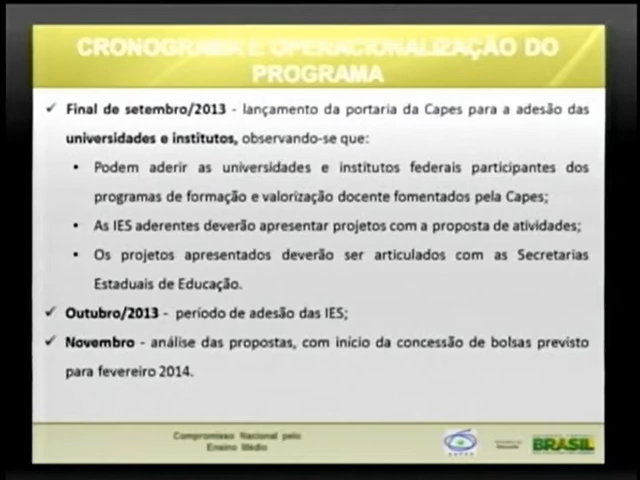 CRONOGRAMA E OPERACIONALIZAÇÃO DO
PROGRAMA
✓ Final de setembro/2013 - lançamento da portaria da Capes para a adesão das
universidades e institutos, observando-se que:
• Podem aderir as universidades e institutos federais participantes dos
programas de formação e valorização docente fomentados pela Capes;
• As IES aderentes deverão apresentar projetos com a proposta de atividades;
• Os projetos apresentados deverão ser articulados com as Secretarias
Estaduais de Educação.
✓ Outubro/2013 - período de adesão das IES;
✓ Novembro - análise das propostas, com início da concessão de bolsas previsto
para fevereiro 2014.
Compromisso Nacional pelo
Ensino Médio
CAPES
BRASIL